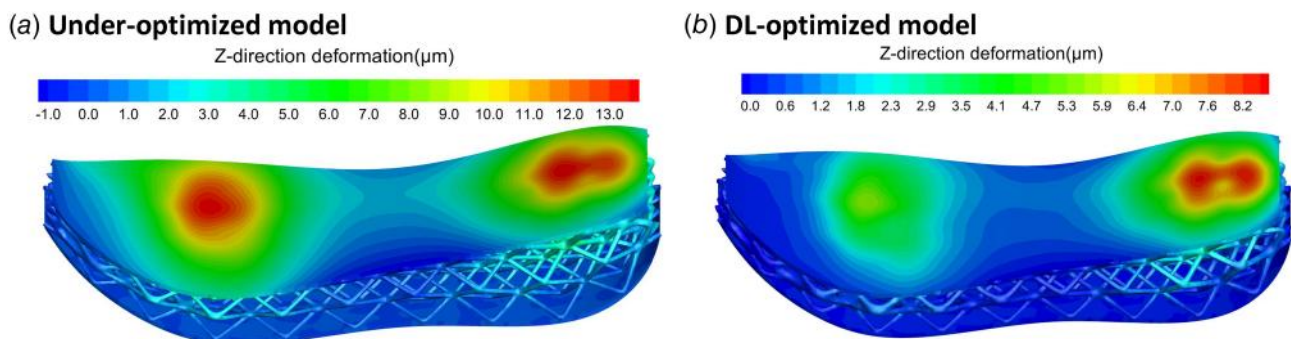 (a) Under-optimized model
Z-direction deformation(μm)
-1.0 0.0 1.0 2.0 3.0 4.0 5.0 6.0 7.0 8.0 9.0 10.0 11.0 12.0 13.0
(b) DL-optimized model
Z-direction deformation(μm)
0.0 0.6 1.2 1.8 2.3 2.9 3.5 4.1 4.7 5.3 5.9 6.4 7.0 7.6 8.2